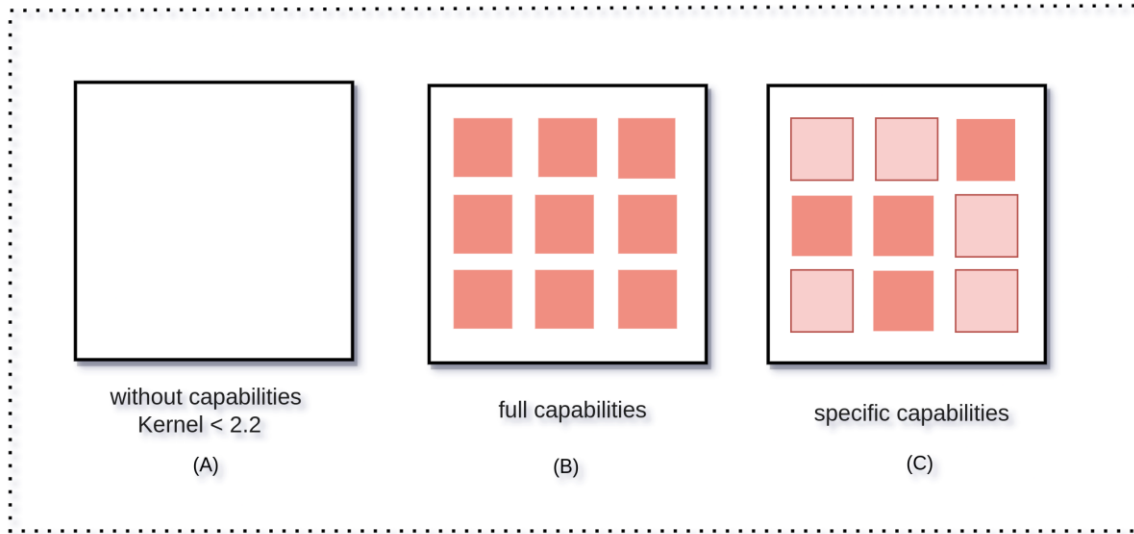 without capabilities
Kernel < 2.2
(A)
full capabilities
(B)
specific capabilities
(C)